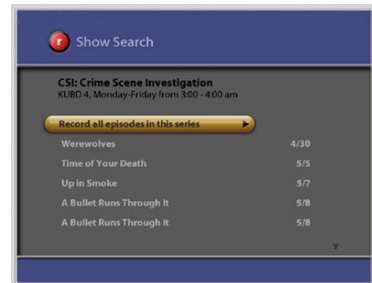 r Show Search
CSI: Crime Scene Investigation
KUBD 4, Monday-Friday from 3:00 - 4:00 am
Record all episodes in this series
Werewolves 4/30
Time of Your Death 5/5
Up in Smoke 5/7
A Bullet Runs Through It 5/8
A Bullet Runs Through It 5/8